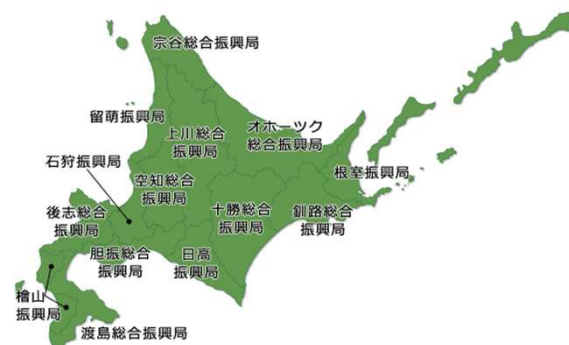 宗谷総合振興局
留萌振興局
上川総合
振興局
オホーツク
総合振興局
石狩振興局
空知総合
振興局
根室振興局
後志総合
振興局
十勝総合
振興局
釧路総合
振興局
胆振総合
振興局
日高
振興局
檜山
振興局
渡島総合振興局